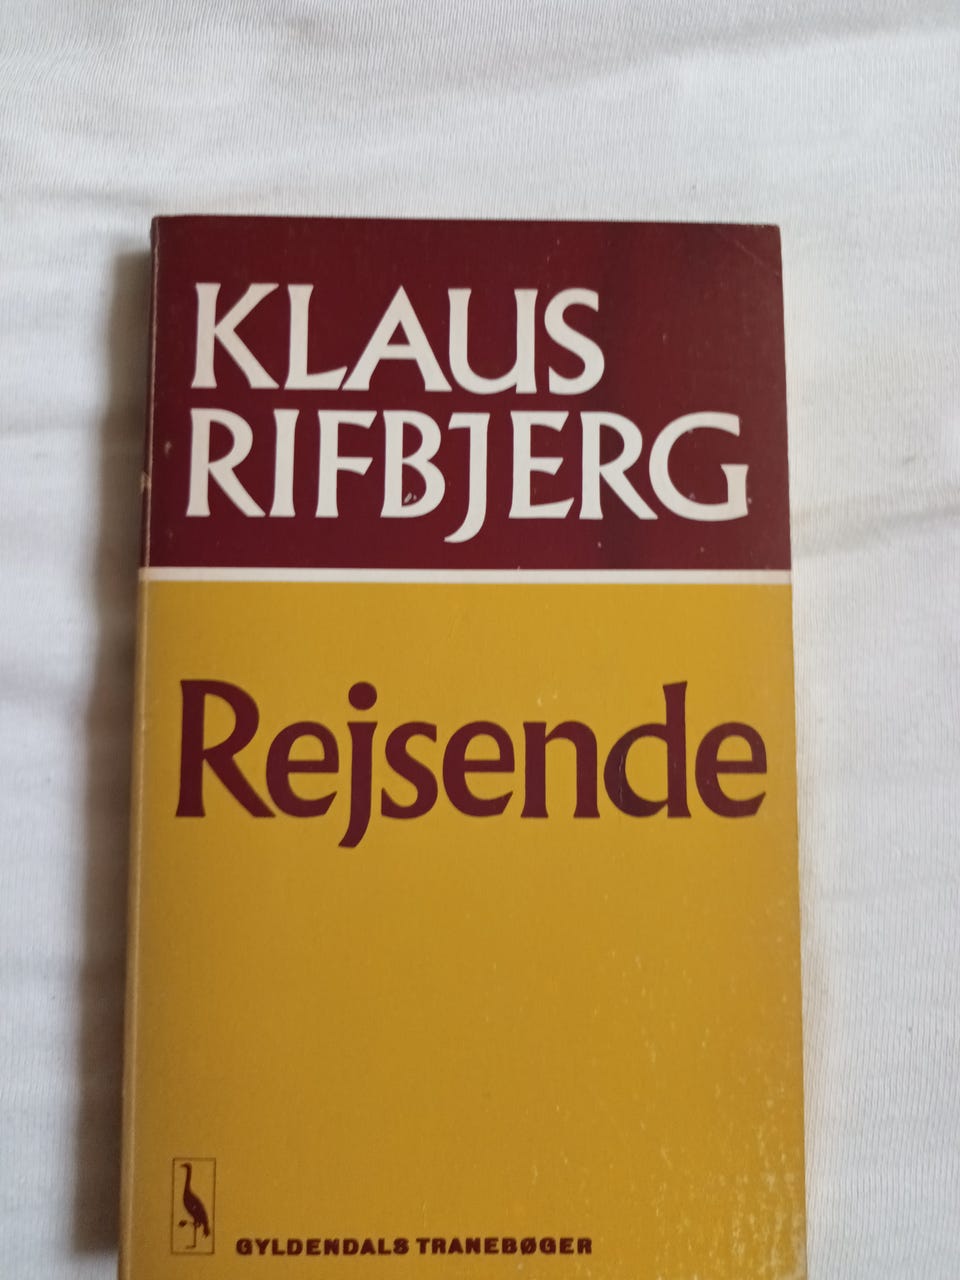 KLAUS
RIFBJERG
Rejsende
GYLDENDALS TRANEBØGER